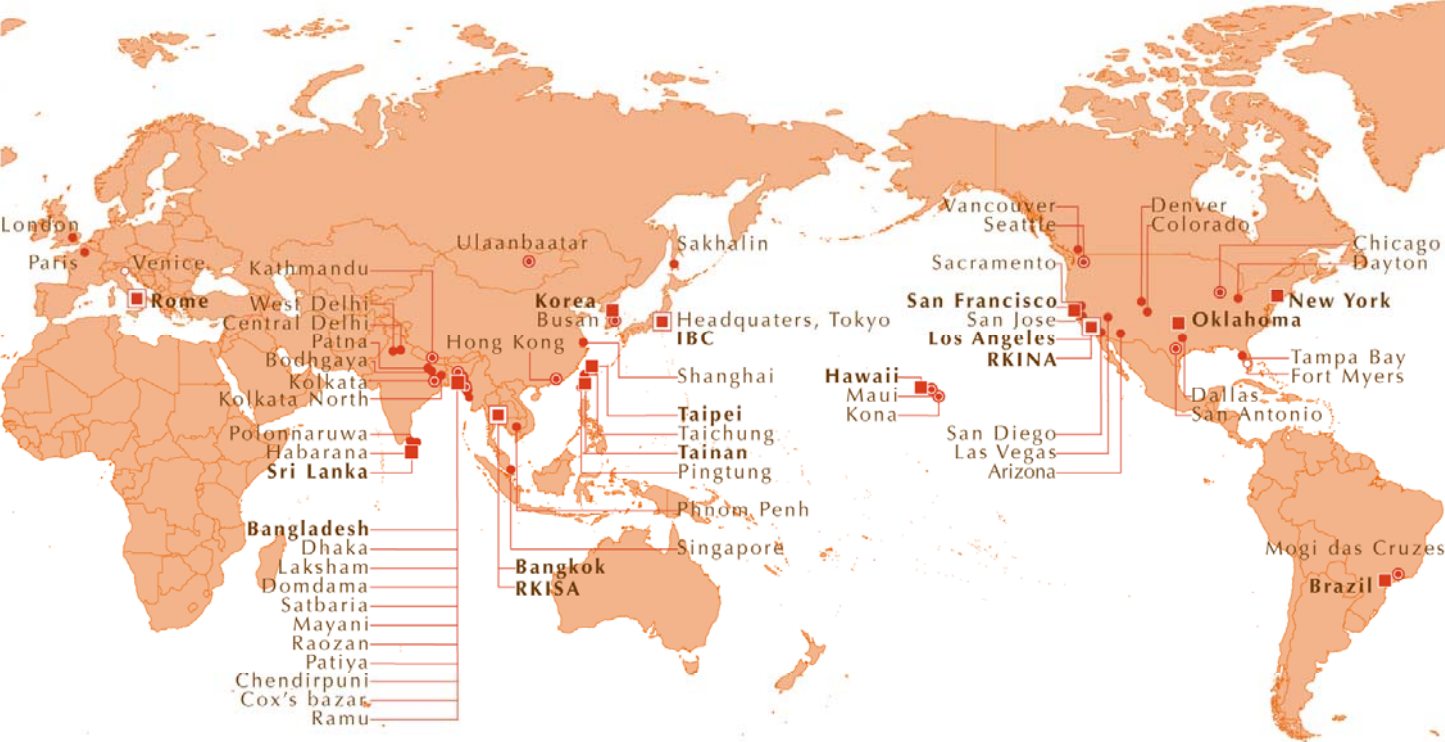 London
Paris
Venice
Rome
Kathmandu
West Delhi
Central Delhi
Patna
Bodhgaya
Kolkata
Kolkata North
Polonnaruwa
Habarana
Sri Lanka
Bangladesh
Dhaka
Laksham
Domdama
Satbaria
Mayani
Raozan
Patiya
Chendirpuni
Cox's bazar
Ramu
Ulaanbaatar
Korea
Busan
Hong Kong
Bangkok
RKISA
Sakhalin
Headquaters, Tokyo
IBC
Shanghai
Taipei
Taichung
Tainan
Pingtung
Phnom Penh
Singapore
Vancouver
Seattle
Sacramento
San Francisco
San Jose
Los Angeles
RKINA
Hawaii
Maui
Kona
San Diego
Las Vegas
Arizona
Denver
Colorado
Chicago
Dayton
New York
Oklahoma
Tampa Bay
Fort Myers
Dallas
San Antonio
Mogi das Cruzes
Brazil